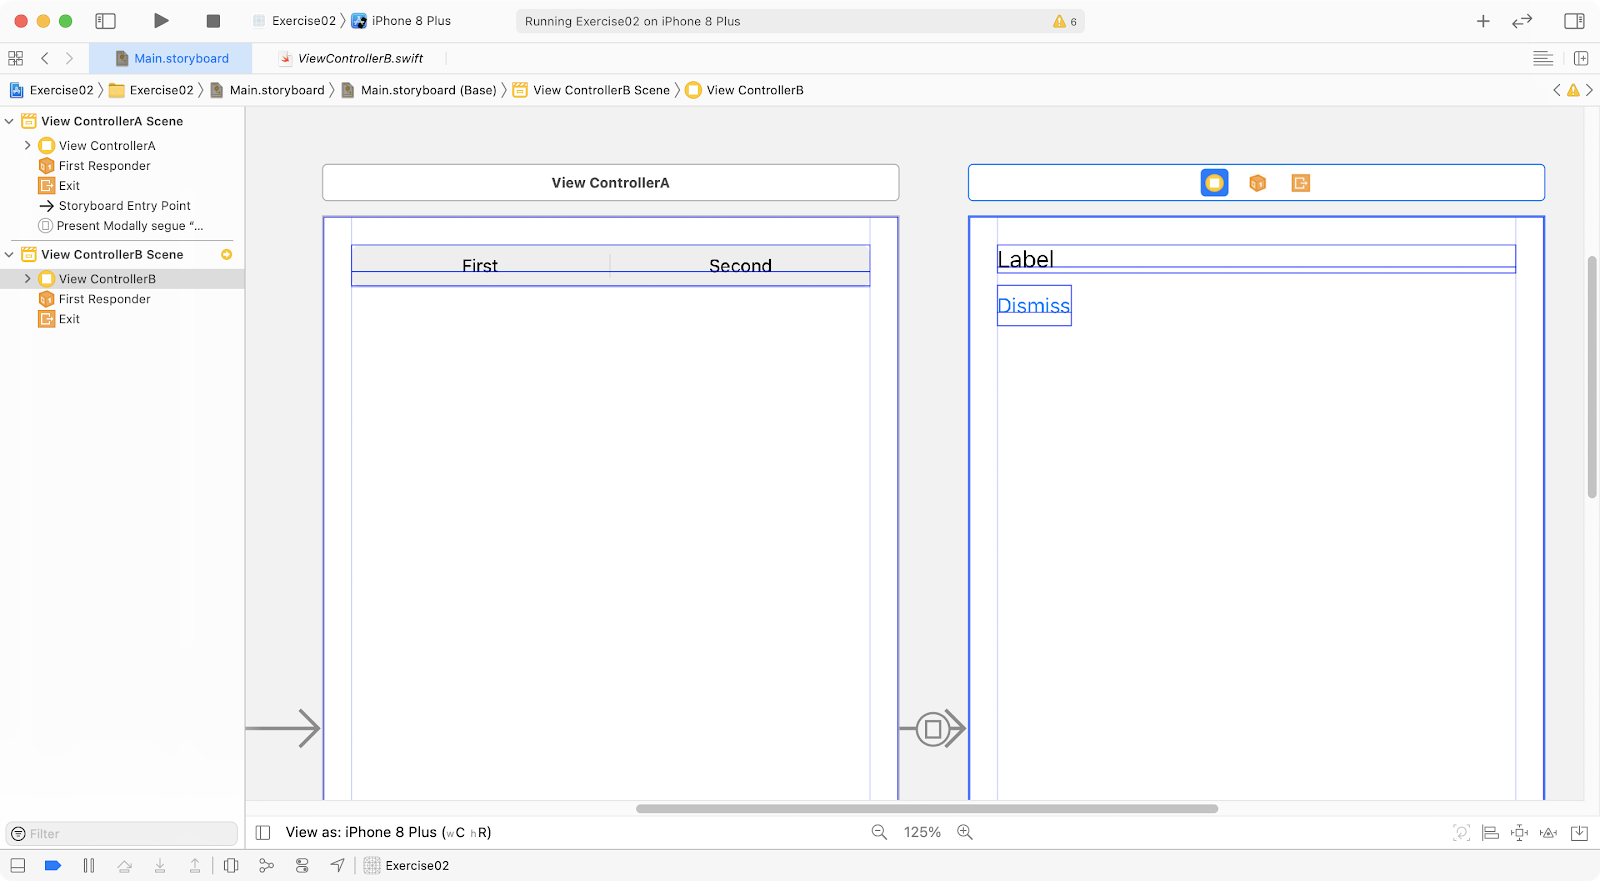 Exercise02 iPhone 8 Plus
Running Exercise02 on iPhone 8 Plus
6
Main.storyboard
ViewControllerB.swift
Exercise02 Exercise02 Main.storyboard Main.storyboard (Base) View ControllerB Scene View ControllerB
View ControllerA Scene
View ControllerA
First Responder
Exit
Storyboard Entry Point
Present Modally segue “...
View ControllerB Scene
View ControllerB
First Responder
Exit
View ControllerA
First Second
Label
Dismiss
Filter
View as: iPhone 8 Plus (wC hR)
125%
Exercise02